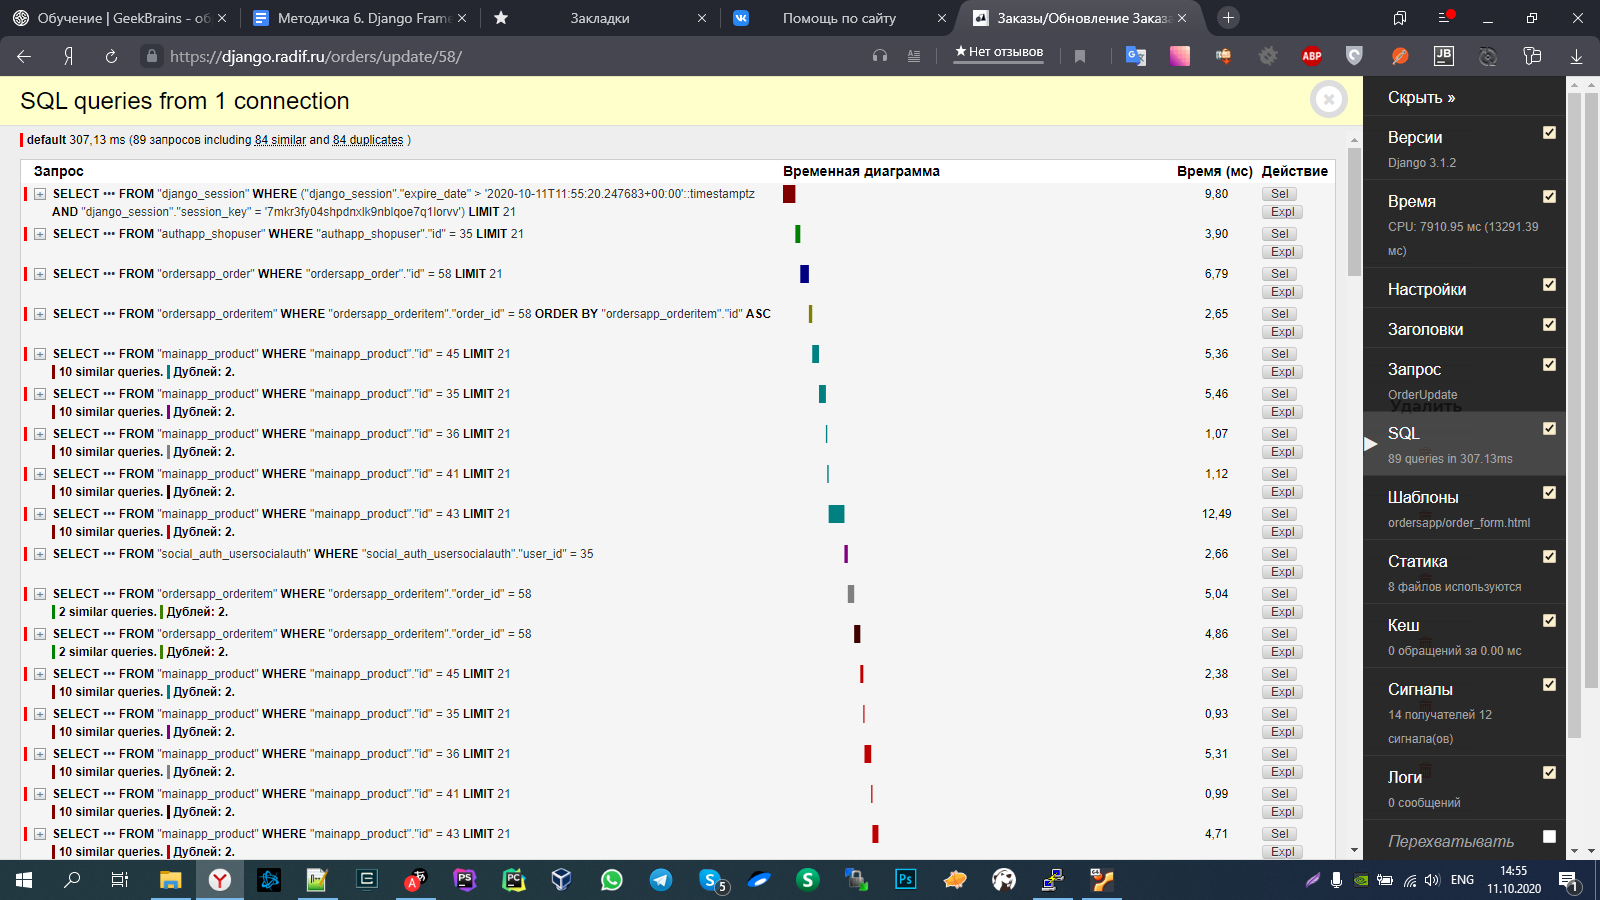 Обучение | GeekBrains - об
Методичка 6. Django Frame
Закладки
Помощь по сайту
Заказы/Обновление Заказа
https://django.radif.ru/orders/update/58/
★ Нет отзывов
ABP
JB
SQL queries from 1 connection
default 307,13 ms (89 запросов including 84 similar and 84 duplicates )
Запрос Временная диаграмма Время (мс) Действие
SELECT ••• FROM "django_session" WHERE ("django_session"."expire_date" > '2020-10-11T11:55:20.247683+00:00'::timestamptz 9,80 Sel
AND "django_session"."session_key" = '7mkr3fy04shpdnxlk9nblqoe7q1lorvv') LIMIT 21 Expl
SELECT ••• FROM "authapp_shopuser" WHERE "authapp_shopuser"."id" = 35 LIMIT 21 3,90 Sel
Expl
SELECT ••• FROM "ordersapp_order" WHERE "ordersapp_order"."id" = 58 LIMIT 21 6,79 Sel
Expl
SELECT ••• FROM "ordersapp_orderitem" WHERE "ordersapp_orderitem"."order_id" = 58 ORDER BY "ordersapp_orderitem"."id" ASC 2,65 Sel
Expl
SELECT ••• FROM "mainapp_product" WHERE "mainapp_product"."id" = 45 LIMIT 21 5,36 Sel
10 similar queries. Дублей: 2. Expl
SELECT ••• FROM "mainapp_product" WHERE "mainapp_product"."id" = 35 LIMIT 21 5,46 Sel
10 similar queries. Дублей: 2. Expl
SELECT ••• FROM "mainapp_product" WHERE "mainapp_product"."id" = 36 LIMIT 21 1,07 Sel
10 similar queries. Дублей: 2. Expl
SELECT ••• FROM "mainapp_product" WHERE "mainapp_product"."id" = 41 LIMIT 21 1,12 Sel
10 similar queries. Дублей: 2. Expl
SELECT ••• FROM "mainapp_product" WHERE "mainapp_product"."id" = 43 LIMIT 21 12,49 Sel
10 similar queries. Дублей: 2. Expl
SELECT ••• FROM "social_auth_usersocialauth" WHERE "social_auth_usersocialauth"."user_id" = 35 2,66 Sel
Expl
SELECT ••• FROM "ordersapp_orderitem" WHERE "ordersapp_orderitem"."order_id" = 58 5,04 Sel
2 similar queries. Дублей: 2. Expl
SELECT ••• FROM "ordersapp_orderitem" WHERE "ordersapp_orderitem"."order_id" = 58 4,86 Sel
2 similar queries. Дублей: 2. Expl
SELECT ••• FROM "mainapp_product" WHERE "mainapp_product"."id" = 45 LIMIT 21 2,38 Sel
10 similar queries. Дублей: 2. Expl
SELECT ••• FROM "mainapp_product" WHERE "mainapp_product"."id" = 35 LIMIT 21 0,93 Sel
10 similar queries. Дублей: 2. Expl
SELECT ••• FROM "mainapp_product" WHERE "mainapp_product"."id" = 36 LIMIT 21 5,31 Sel
10 similar queries. Дублей: 2. Expl
SELECT ••• FROM "mainapp_product" WHERE "mainapp_product"."id" = 41 LIMIT 21 0,99 Sel
10 similar queries. Дублей: 2. Expl
SELECT ••• FROM "mainapp_product" WHERE "mainapp_product"."id" = 43 LIMIT 21 4,71 Sel
10 similar queries. Дублей: 2. Expl
Скрыть »
Версии
Django 3.1.2
Время
CPU: 7910.95 мс (13291.39
мс)
Настройки
Заголовки
Запрос
OrderUpdate
Удалить
SQL
89 queries in 307.13ms
Шаблоны
ordersapp/order_form.html
Статика
8 файлов используются
Кеш
0 обращений за 0.00 мс
Сигналы
14 получателей 12
сигнала(ов)
Логи
0 сообщений
Перехватывать
PS
PC
5
Ps
ENG
14:55
11.10.2020
1